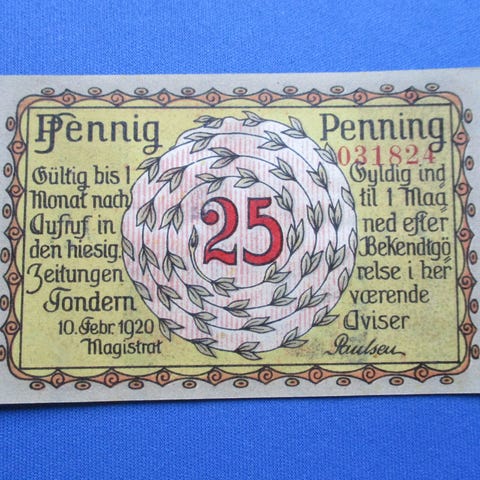 Pfennig
Gültig bis 1
Monat nach
Aufruf in
den hiesig.
Zeitungen
Tondern
10. Febr. 1920
Magistrat
25
Penning
031824
Gyldig ind
til 1 Maa
ned efter
Bekendtgö
relse i her
værende
Aviser
Paulsen